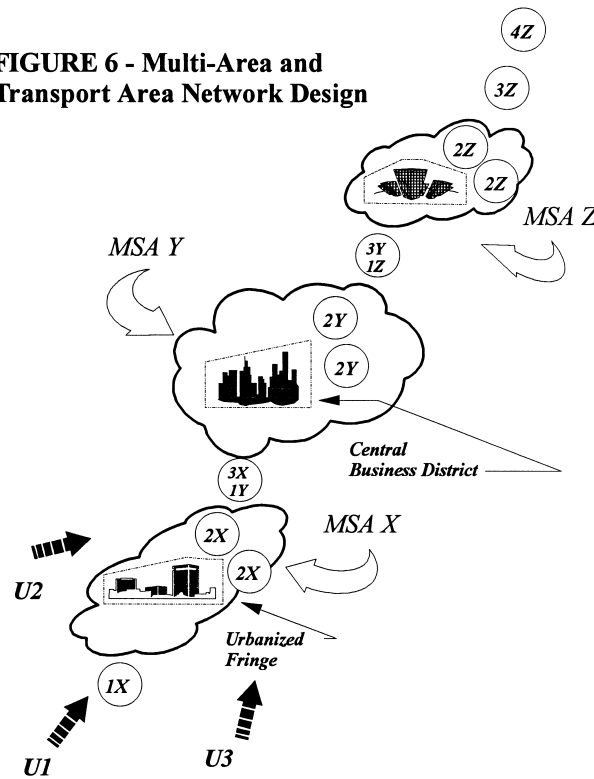 FIGURE 6 - Multi-Area and
Transport Area Network Design
4Z
3Z
2Z
2Z
MSA Z
3Y
1Z
MSA Y
2Y
2Y
Central
Business District
3X
1Y
MSA X
2X
2X
U2
Urbanized
Fringe
1X
U3
U1